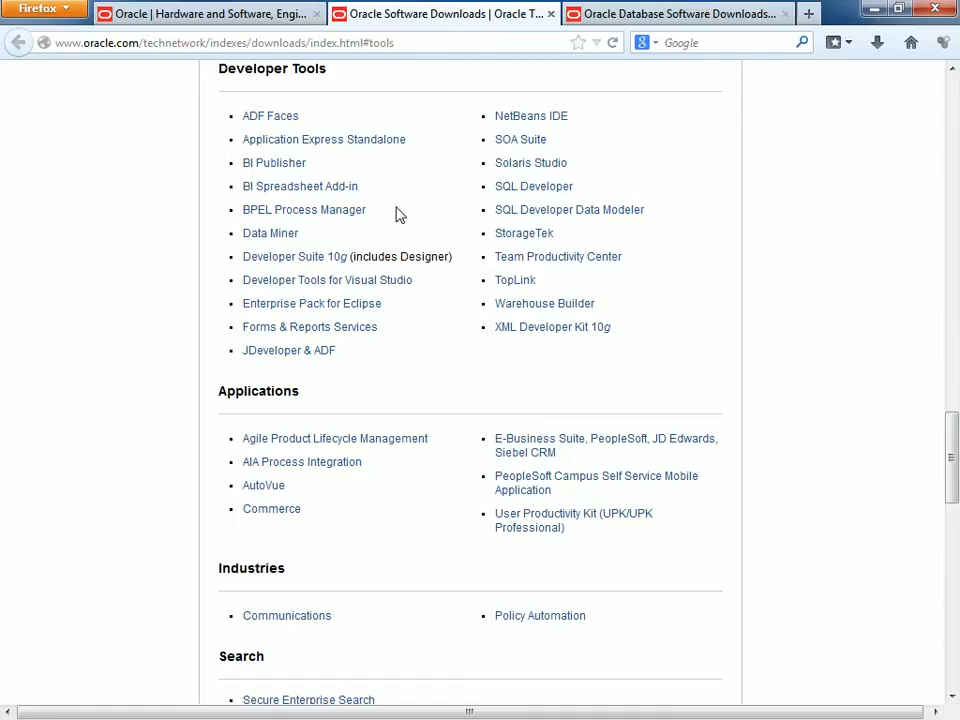 Firefox
Oracle | Hardware and Software, Engi...
Oracle Software Downloads | Oracle T...
Oracle Database Software Downloads...
www.oracle.com/technetwork/indexes/downloads/index.html#tools
Google
Developer Tools
ADF Faces
Application Express Standalone
BI Publisher
BI Spreadsheet Add-in
BPEL Process Manager
Data Miner
Developer Suite 10g (includes Designer)
Developer Tools for Visual Studio
Enterprise Pack for Eclipse
Forms & Reports Services
JDeveloper & ADF
NetBeans IDE
SOA Suite
Solaris Studio
SQL Developer
SQL Developer Data Modeler
StorageTek
Team Productivity Center
TopLink
Warehouse Builder
XML Developer Kit 10g
Applications
Agile Product Lifecycle Management
AIA Process Integration
AutoVue
Commerce
E-Business Suite, PeopleSoft, JD Edwards,
Siebel CRM
PeopleSoft Campus Self Service Mobile
Application
User Productivity Kit (UPK/UPK
Professional)
Industries
Communications
Policy Automation
Search
Secure Enterprise Search